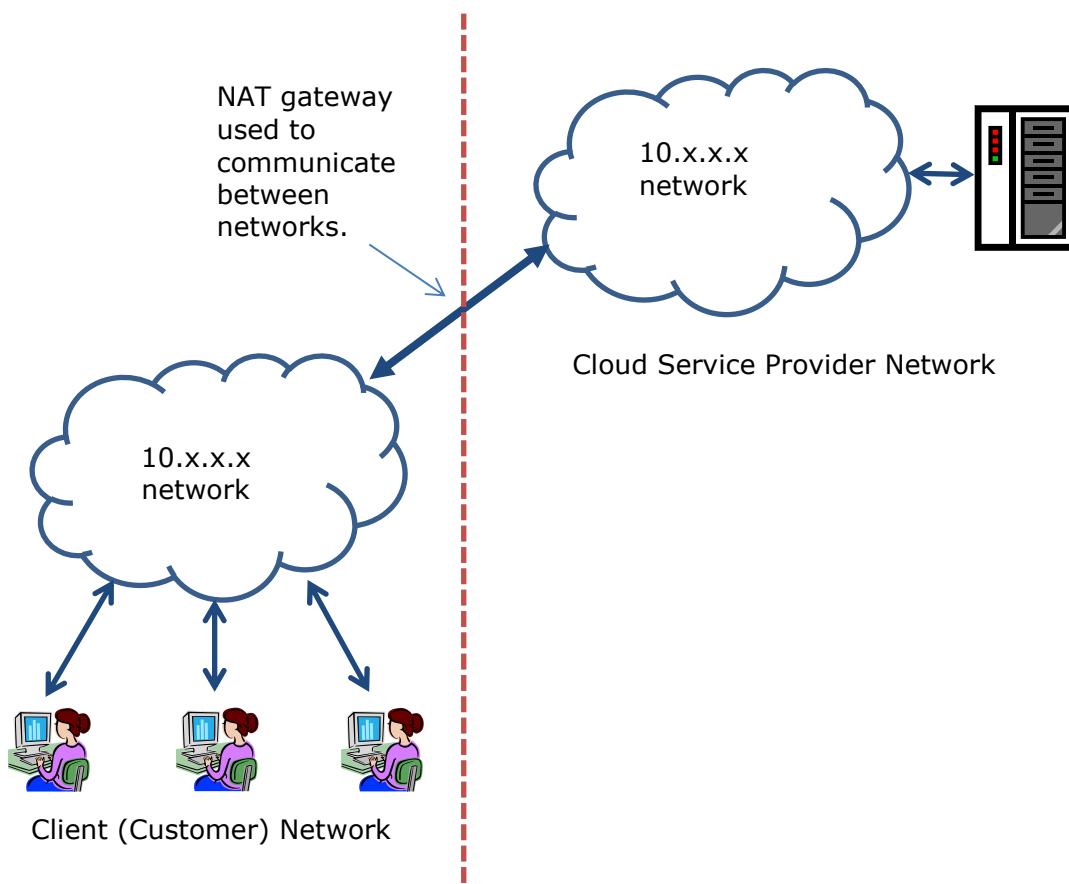 NAT gateway
used to
communicate
between
networks.
10.x.x.x
network
Cloud Service Provider Network
10.x.x.x
network
Client (Customer) Network